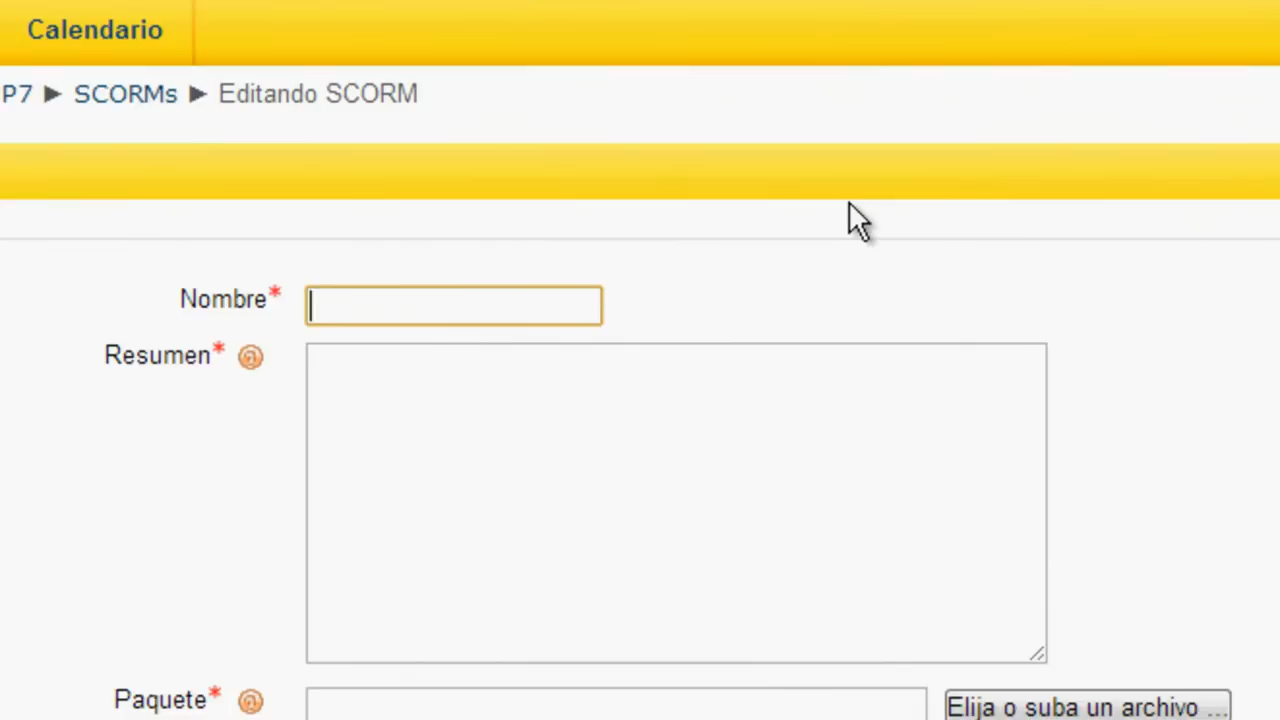 Calendario
P7 ► SCORMs ► Editando SCORM
Nombre*
Resumen*
Paquete*
Elija o suba un archivo ...